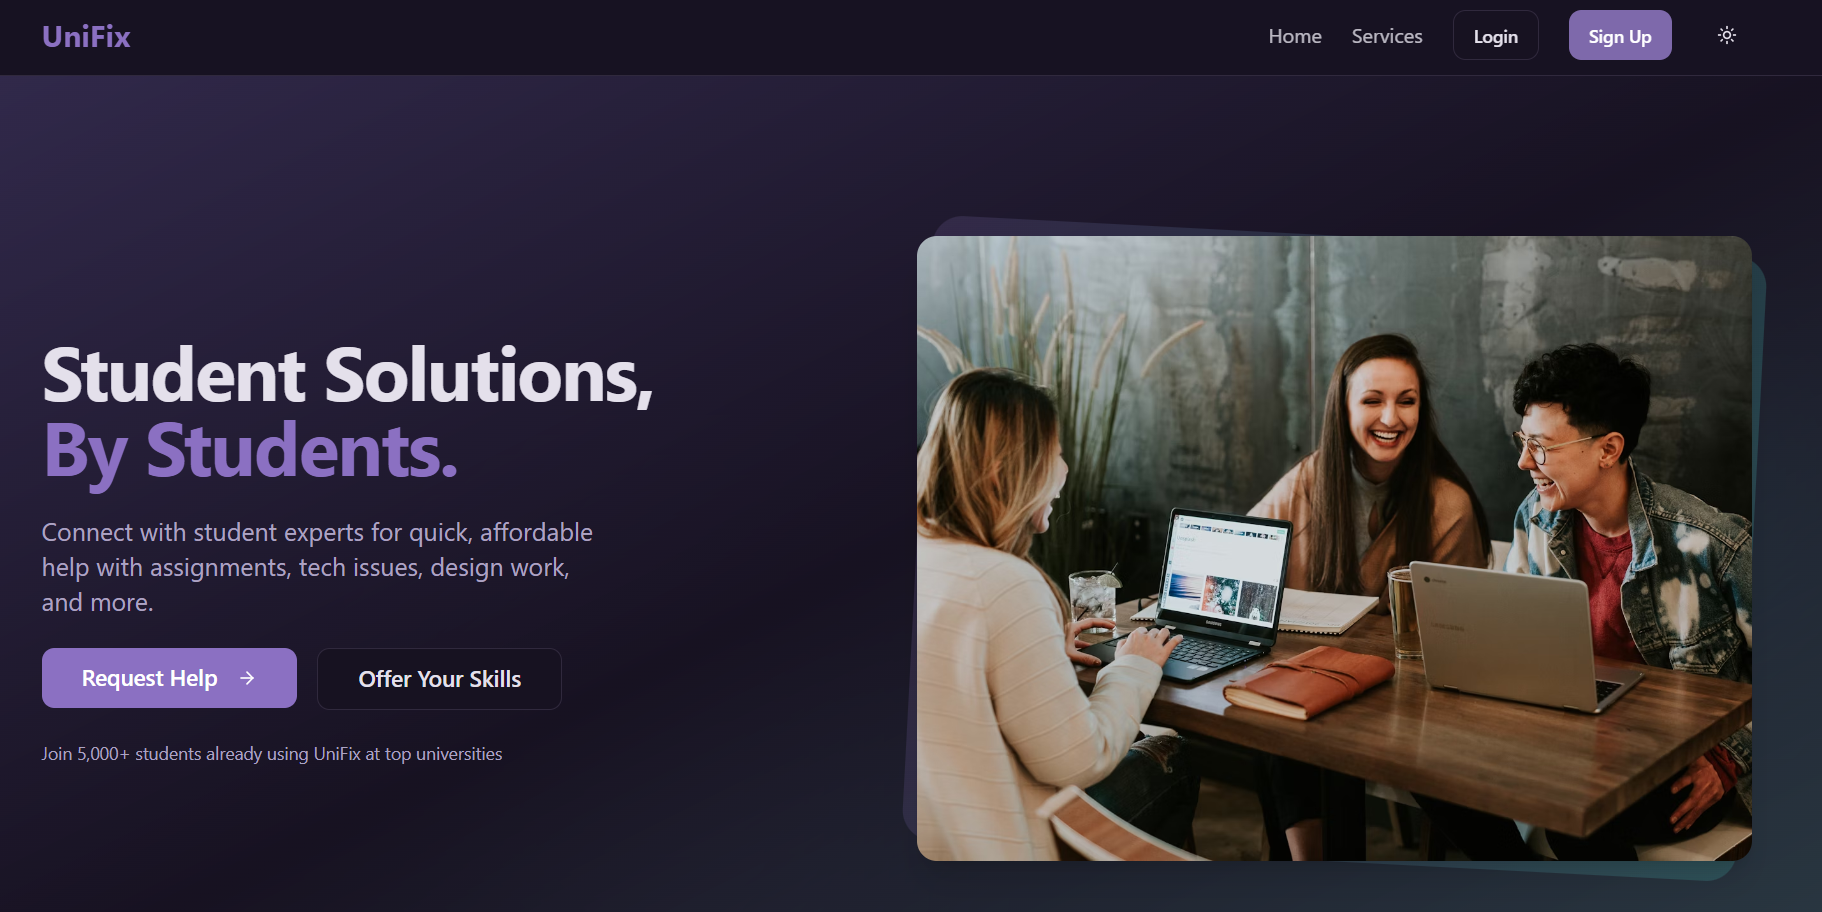 UniFix
Home
Services
Login
Sign Up
Student Solutions,
By Students.
Connect with student experts for quick, affordable
help with assignments, tech issues, design work,
and more.
Request Help →
Offer Your Skills
Join 5,000+ students already using UniFix at top universities